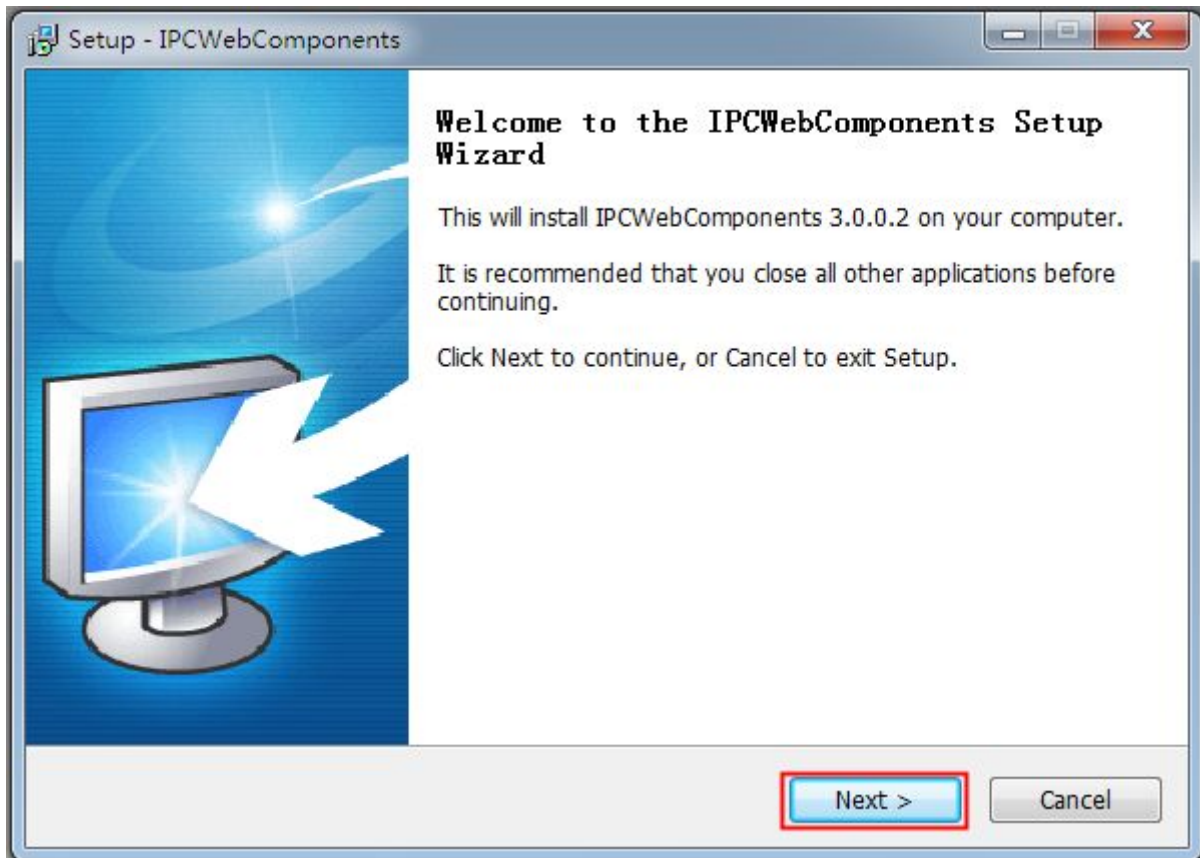 Setup - IPCWebComponents
Welcome to the IPCWebComponents Setup
Wizard
This will install IPCWebComponents 3.0.0.2 on your computer.
It is recommended that you close all other applications before
continuing.
Click Next to continue, or Cancel to exit Setup.
Next >
Cancel